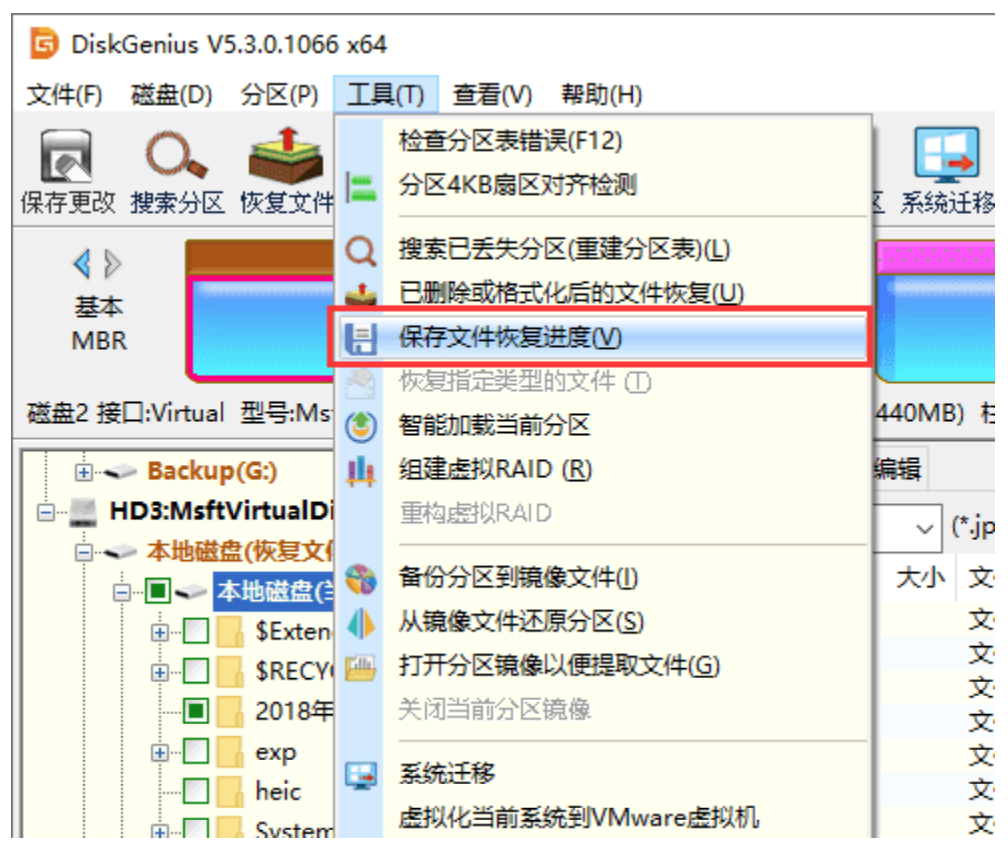 DiskGenius V5.3.0.1066 x64
文件(F) 磁盘(D) 分区(P) 工具(T) 查看(V) 帮助(H)
保存更改 搜索分区 恢复文件
系统迁移
检查分区表错误(F12)
分区4KB扇区对齐检测
搜索已丢失分区(重建分区表)(L)
已删除或格式化后的文件恢复(U)
保存文件恢复进度(V)
恢复指定类型的文件 (T)
智能加载当前分区
组建虚拟RAID (R)
重构虚拟RAID
备份分区到镜像文件(I)
从镜像文件还原分区(S)
打开分区镜像以便提取文件(G)
关闭当前分区镜像
系统迁移
虚拟化当前系统到VMware虚拟机
基本
MBR
磁盘2 接口:Virtual 型号:Ms
440MB)
Backup(G:)
HD3:MsftVirtualDi
本地磁盘(恢复文
本地磁盘(
$Exten
$RECY
2018年
exp
heic
System
编辑
(*.jp
大小 文
文
文
文
文
文
文
文